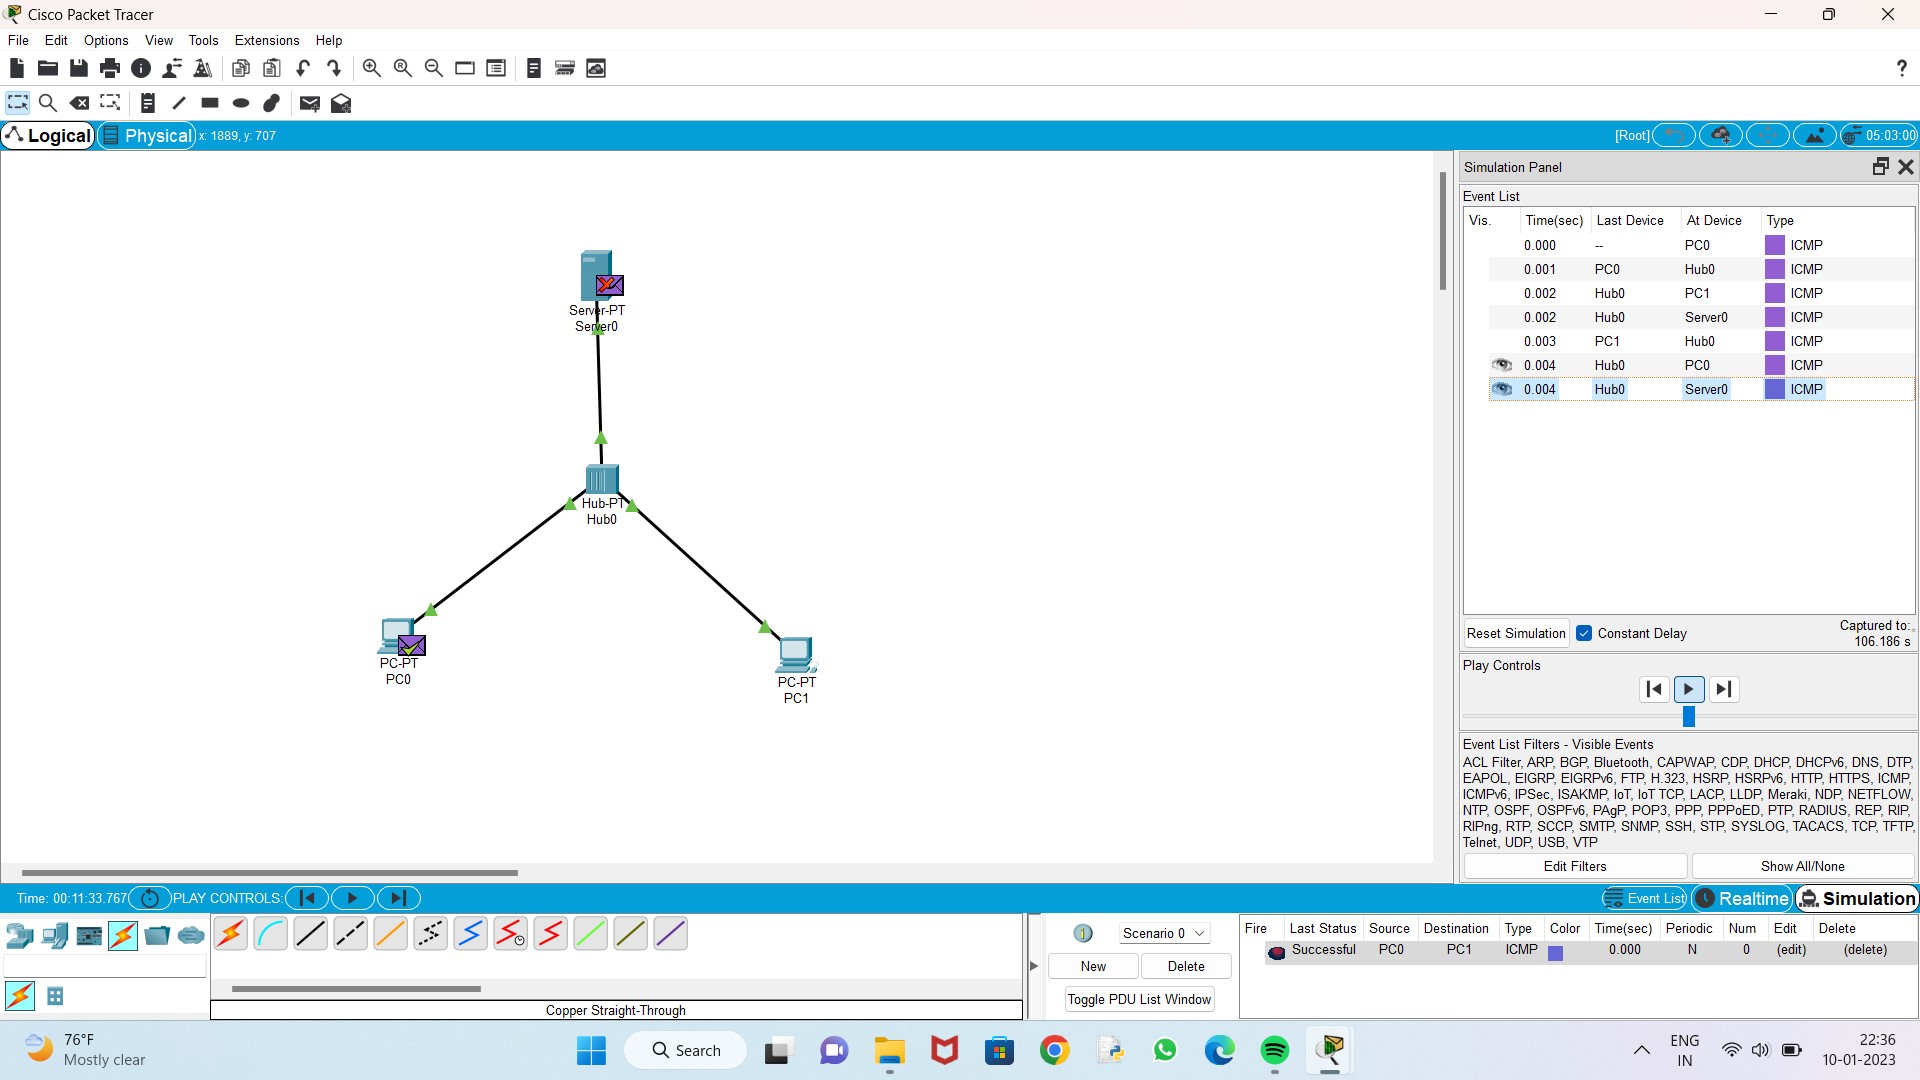 Cisco Packet Tracer
File Edit Options View Tools Extensions Help
?
Logical Physical x: 1889, y: 707 [Root] 05:03:00
Server-PT
Server0
Hub-PT
Hub0
PC-PT
PC0
PC-PT
PC1
Simulation Panel
Event List
Vis. Time(sec) Last Device At Device Type
0.000 -- PC0 ICMP
0.001 PC0 Hub0 ICMP
0.002 Hub0 PC1 ICMP
0.002 Hub0 Server0 ICMP
0.003 PC1 Hub0 ICMP
0.004 Hub0 PC0 ICMP
0.004 Hub0 Server0 ICMP
Reset Simulation Constant Delay Captured to:
106.186 s
Play Controls
Event List Filters - Visible Events
ACL Filter, ARP, BGP, Bluetooth, CAPWAP, CDP, DHCP, DHCPv6, DNS, DTP,
EAPOL, EIGRP, EIGRPv6, FTP, H.323, HSRP, HSRPv6, HTTP, HTTPS, ICMP,
ICMPv6, IPSec, ISAKMP, IoT, IoT TCP, LACP, LLDP, Meraki, NDP, NETFLOW,
NTP, OSPF, OSPFv6, PAgP, POP3, PPP, PPPoED, PTP, RADIUS, REP, RIP,
RIPng, RTP, SCCP, SMTP, SNMP, SSH, STP, SYSLOG, TACACS, TCP, TFTP,
Telnet, UDP, USB, VTP
Edit Filters Show All/None
Time: 00:11:33.767 PLAY CONTROLS: Event List Realtime Simulation
Scenario 0
New Delete
Toggle PDU List Window
Fire Last Status Source Destination Type Color Time(sec) Periodic Num Edit Delete
Successful PC0 PC1 ICMP 0.000 N 0 (edit) (delete)
Copper Straight-Through
76°F
Mostly clear
Search
ENG
IN
22:36
10-01-2023